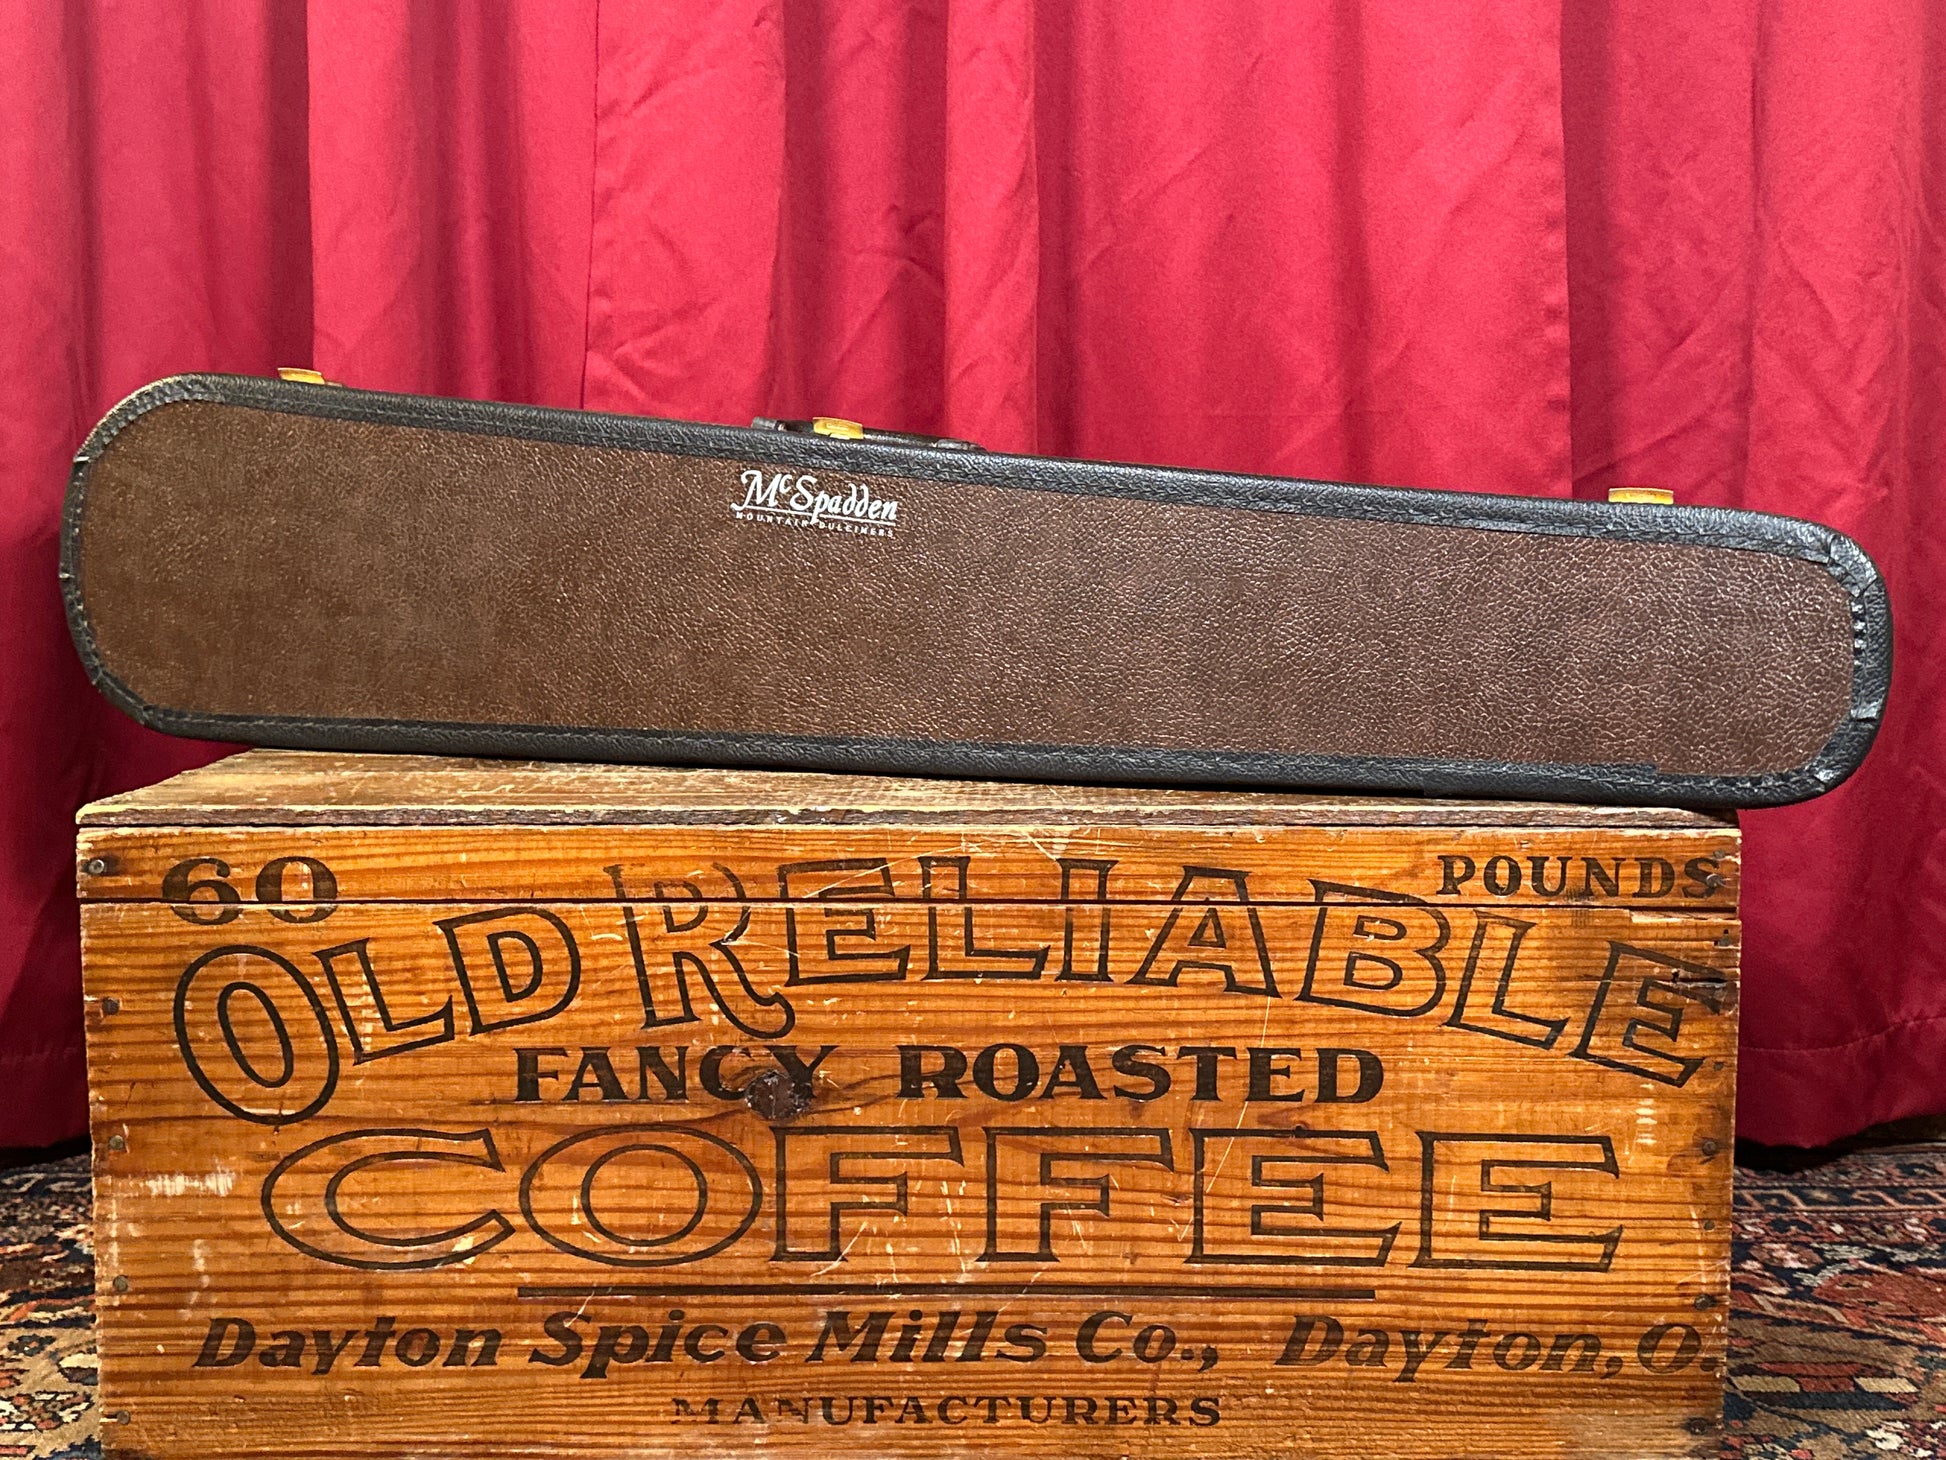 McSpadden
MOUNTAIN DULCIMERS
60 POUNDS
OLD RELIABLE
FANCY ROASTED
COFFEE
Dayton Spice Mills Co., Dayton, O.
MANUFACTURERS